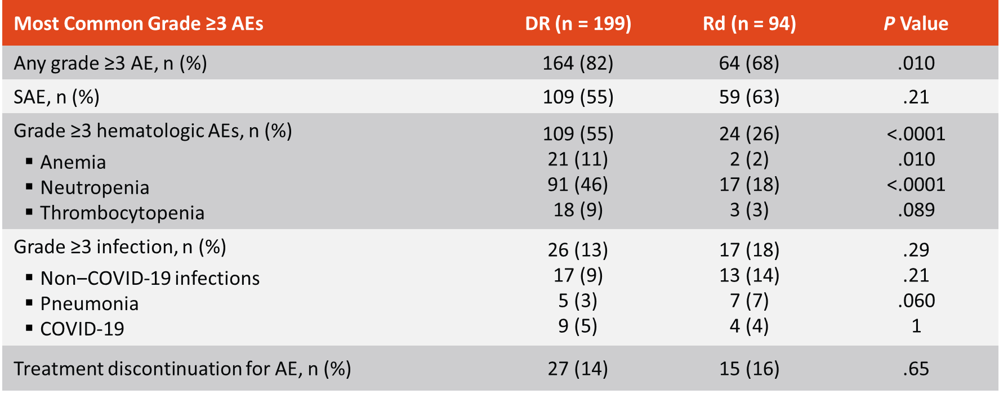 Most Common Grade ≥3 AEs DR (n = 199) Rd (n = 94) P Value
Any grade ≥3 AE, n (%) 164 (82) 64 (68) .010
SAE, n (%) 109 (55) 59 (63) .21
Grade ≥3 hematologic AEs, n (%) 109 (55) 24 (26) <.0001
▪ Anemia 21 (11) 2 (2) .010
▪ Neutropenia 91 (46) 17 (18) <.0001
▪ Thrombocytopenia 18 (9) 3 (3) .089
Grade ≥3 infection, n (%) 26 (13) 17 (18) .29
▪ Non–COVID-19 infections 17 (9) 13 (14) .21
▪ Pneumonia 5 (3) 7 (7) .060
▪ COVID-19 9 (5) 4 (4) 1
Treatment discontinuation for AE, n (%) 27 (14) 15 (16) .65